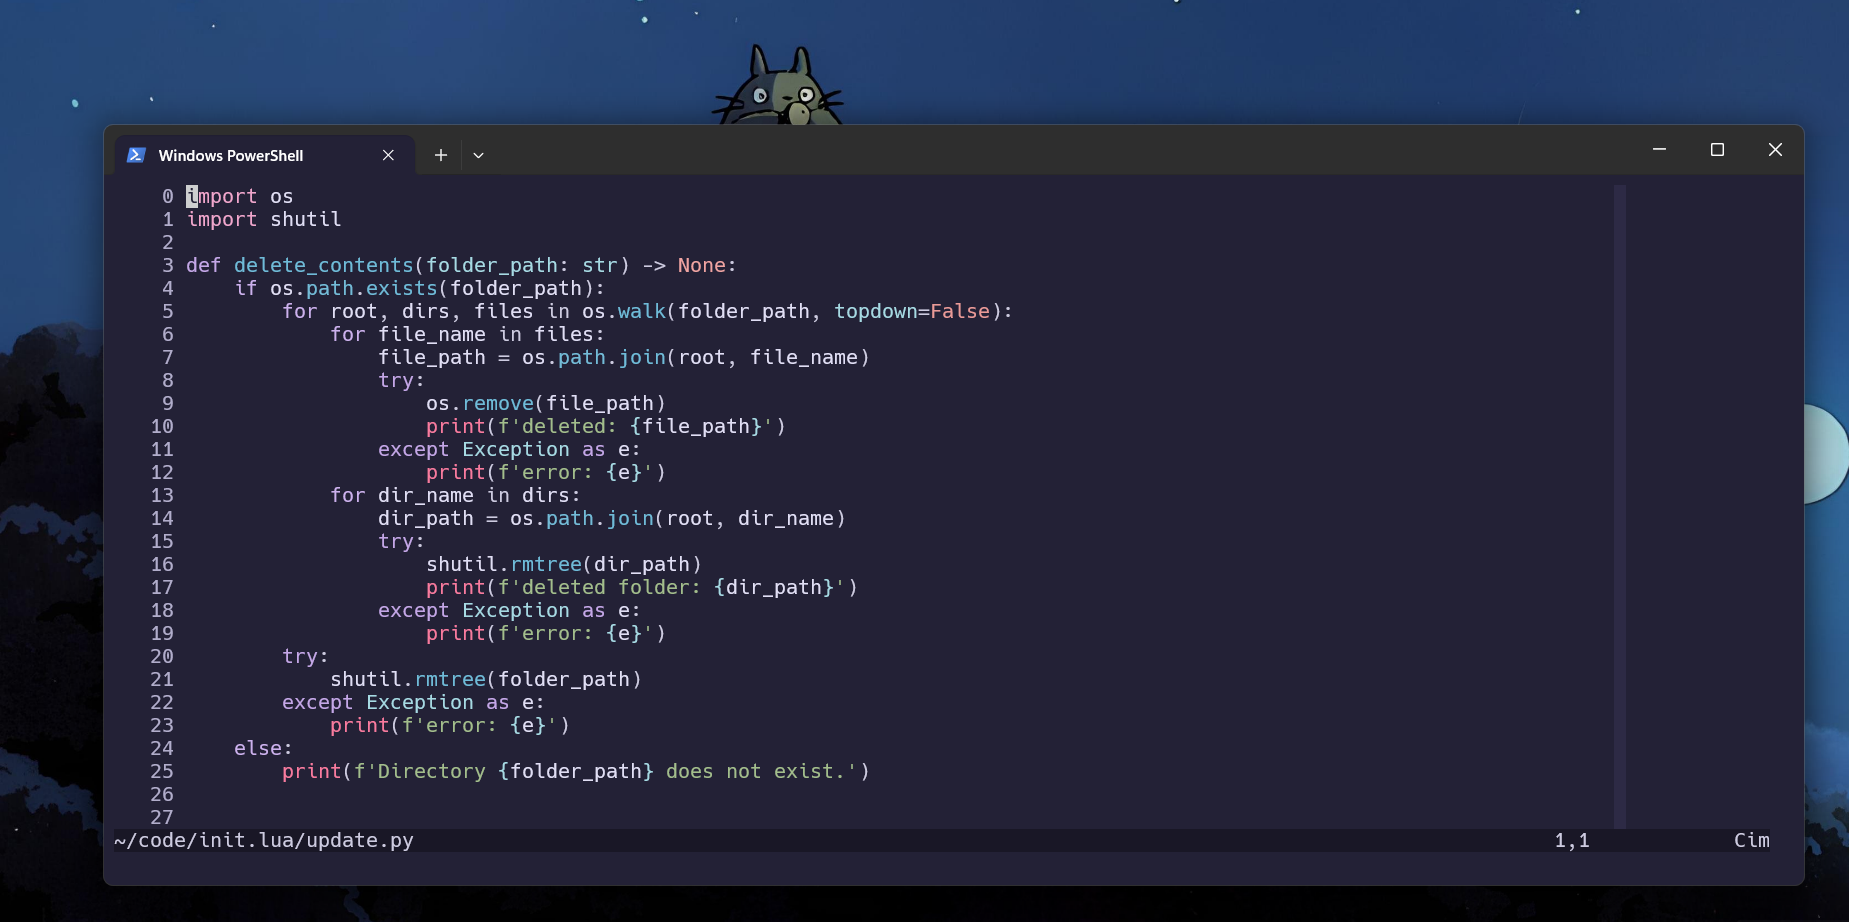 Windows PowerShell
0 import os
1 import shutil
2
3 def delete_contents(folder_path: str) -> None:
4     if os.path.exists(folder_path):
5         for root, dirs, files in os.walk(folder_path, topdown=False):
6             for file_name in files:
7                 file_path = os.path.join(root, file_name)
8                 try:
9                     os.remove(file_path)
10                     print(f'deleted: {file_path}')
11                 except Exception as e:
12                     print(f'error: {e}')
13             for dir_name in dirs:
14                 dir_path = os.path.join(root, dir_name)
15                 try:
16                     shutil.rmtree(dir_path)
17                     print(f'deleted folder: {dir_path}')
18                 except Exception as e:
19                     print(f'error: {e}')
20         try:
21             shutil.rmtree(folder_path)
22         except Exception as e:
23             print(f'error: {e}')
24     else:
25         print(f'Directory {folder_path} does not exist.')
26
27
~/code/init.lua/update.py 1,1 Cim